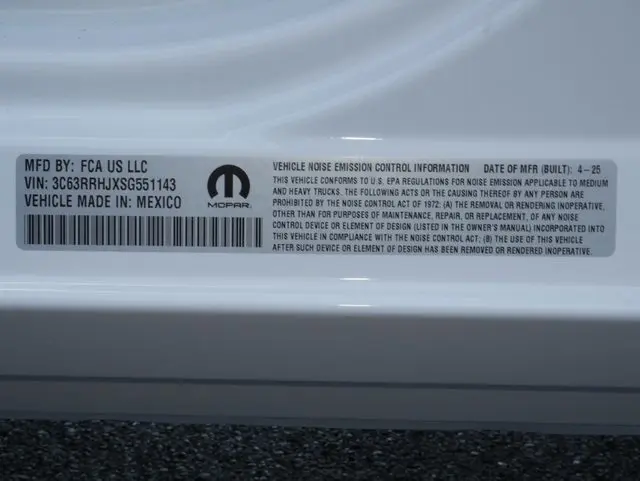 MFD BY: FCA US LLC
VIN: 3C63RRHJXSG551143
VEHICLE MADE IN: MEXICO
MOPAR.
VEHICLE NOISE EMISSION CONTROL INFORMATION DATE OF MFR (BUILT): 4-25
THIS VEHICLE CONFORMS TO U.S. EPA REGULATIONS FOR NOISE EMISSION APPLICABLE TO MEDIUM
AND HEAVY TRUCKS. THE FOLLOWING ACTS OR THE CAUSING THEREOF BY ANY PERSON ARE
PROHIBITED BY THE NOISE CONTROL ACT OF 1972: (A) THE REMOVAL OR RENDERING INOPERATIVE,
OTHER THAN FOR PURPOSES OF MAINTENANCE, REPAIR, OR REPLACEMENT, OF ANY NOISE
CONTROL DEVICE OR ELEMENT OF DESIGN (LISTED IN THE OWNER'S MANUAL) INCORPORATED INTO
THIS VEHICLE IN COMPLIANCE WITH THE NOISE CONTROL ACT; (B) THE USE OF THIS VEHICLE
AFTER SUCH DEVICE OR ELEMENT OF DESIGN HAS BEEN REMOVED OR RENDERED INOPERATIVE.